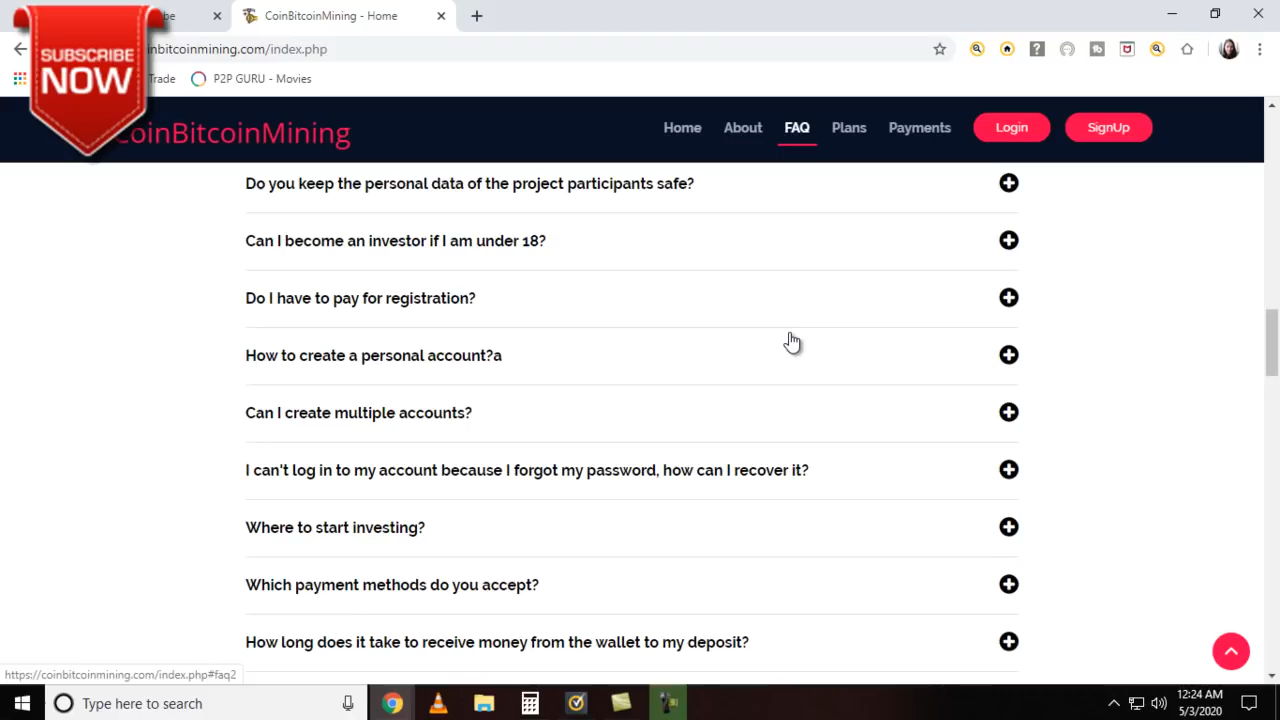 be
CoinBitcoinMining - Home
SUBSCRIBE
NOW
inbitcoinmining.com/index.php
Trade
P2P GURU - Movies
CoinBitcoinMining
Home
About
FAQ
Plans
Payments
Login
SignUp
Do you keep the personal data of the project participants safe?
Can I become an investor if I am under 18?
Do I have to pay for registration?
How to create a personal account?a
Can I create multiple accounts?
I can't log in to my account because I forgot my password, how can I recover it?
Where to start investing?
Which payment methods do you accept?
How long does it take to receive money from the wallet to my deposit?
https://coinbitcoinmining.com/index.php#faq2
Type here to search
12:24 AM
5/3/2020